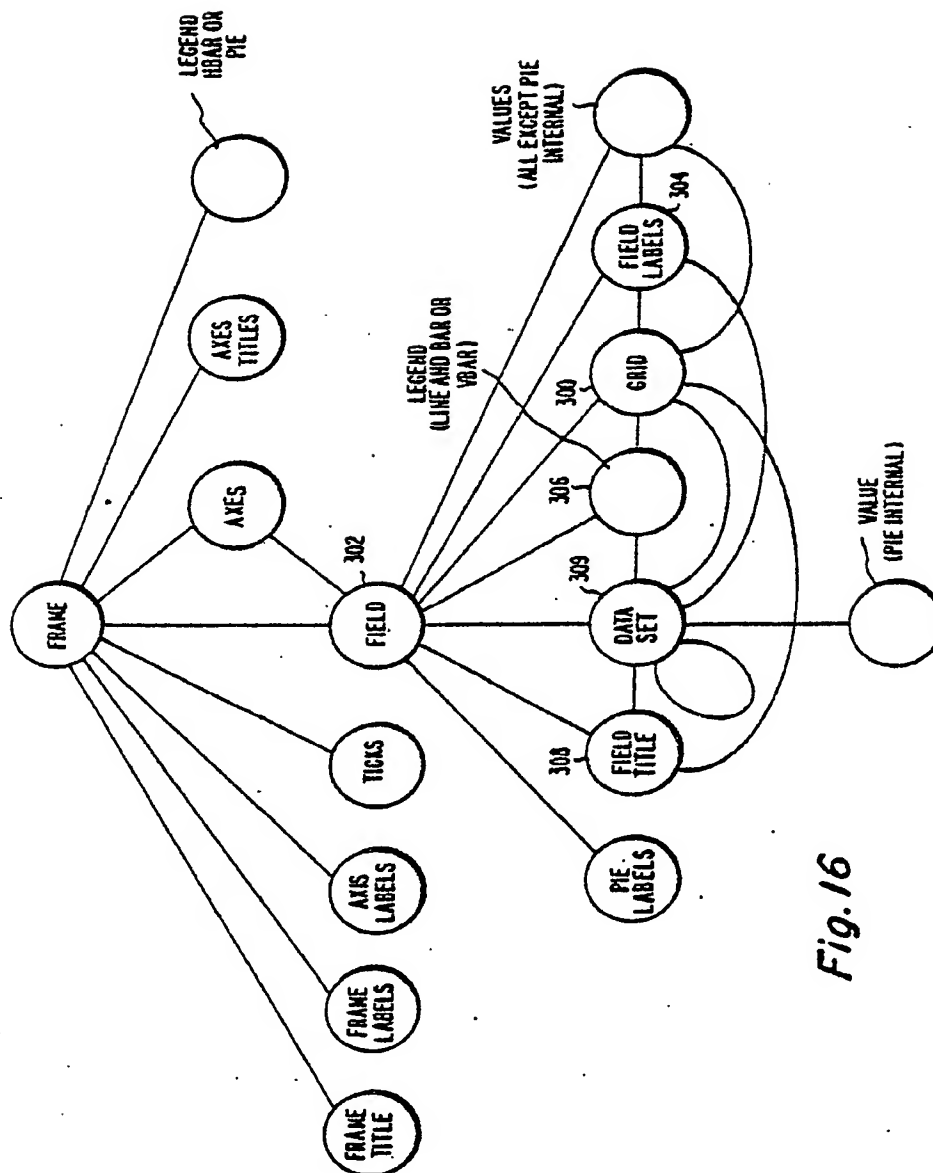 FRAME
LEGEND
HBAR OR
PIE
AXES
TITLES
AXES
TICKS
AXIS
LABELS
FRAME
LABELS
FRAME
TITLE
302
FIELD
VALUES
(ALL EXCEPT PIE
INTERNAL)
304
FIELD
LABELS
300
GRID
LEGEND
(LINE AND BAR OR
VBAR)
306
309
DATA
SET
308
FIELD
TITLE
PIE
LABELS
VALUE
(PIE INTERNAL)
Fig. 16